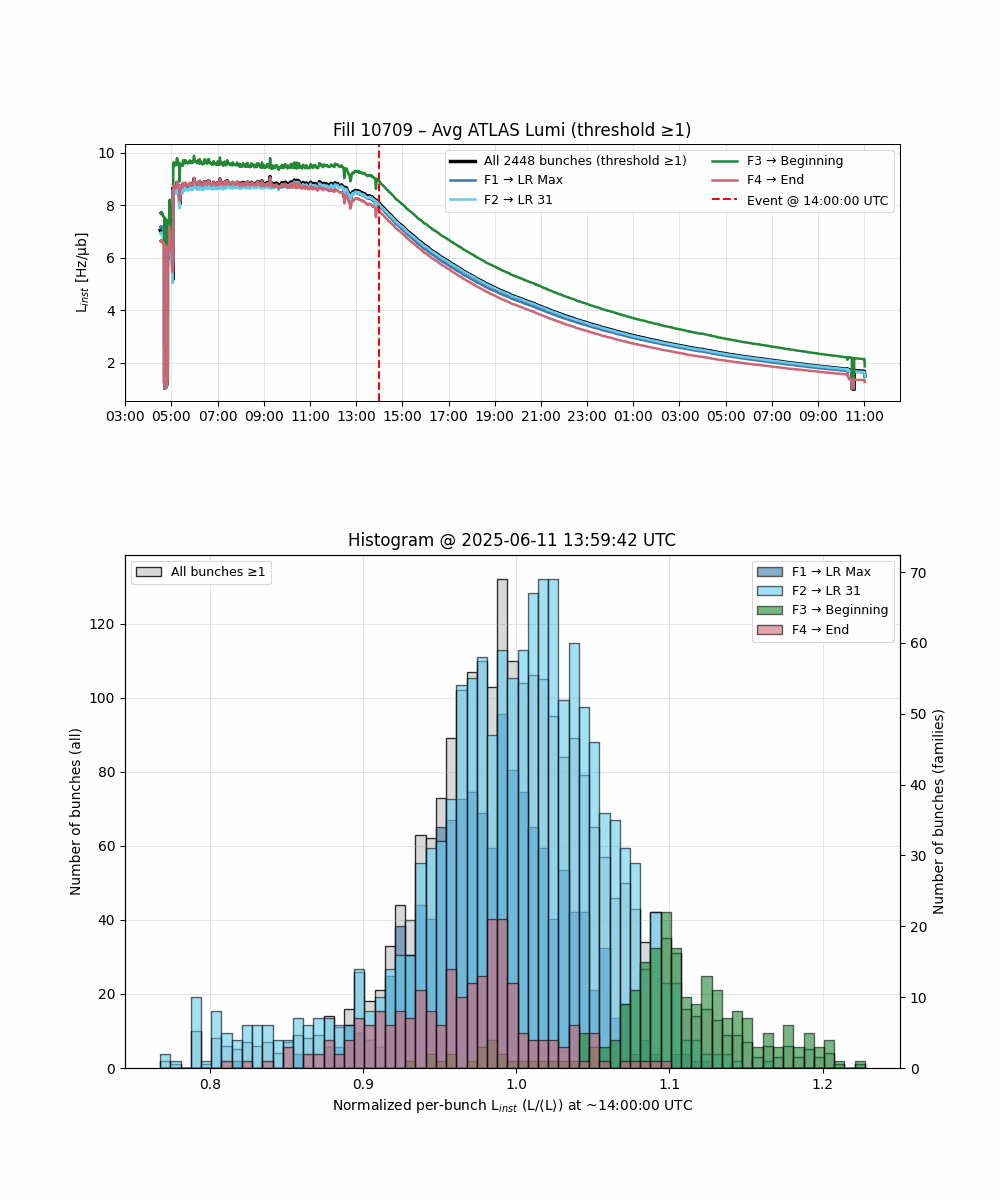 Fill 10709 – Avg ATLAS Lumi (threshold ≥1)
L_inst [Hz/μb]
10
8
6
4
2
All 2448 bunches (threshold ≥1)
F1 → LR Max
F2 → LR 31
F3 → Beginning
F4 → End
Event @ 14:00:00 UTC
03:00 05:00 07:00 09:00 11:00 13:00 15:00 17:00 19:00 21:00 23:00 01:00 03:00 05:00 07:00 09:00 11:00
Histogram @ 2025-06-11 13:59:42 UTC
All bunches ≥1
F1 → LR Max
F2 → LR 31
F3 → Beginning
F4 → End
Number of bunches (all)
120
100
80
60
40
20
0
70
60
50
40
30
20
10
0
Number of bunches (families)
0.8 0.9 1.0 1.1 1.2
Normalized per-bunch L_inst (L/⟨L⟩) at ~14:00:00 UTC